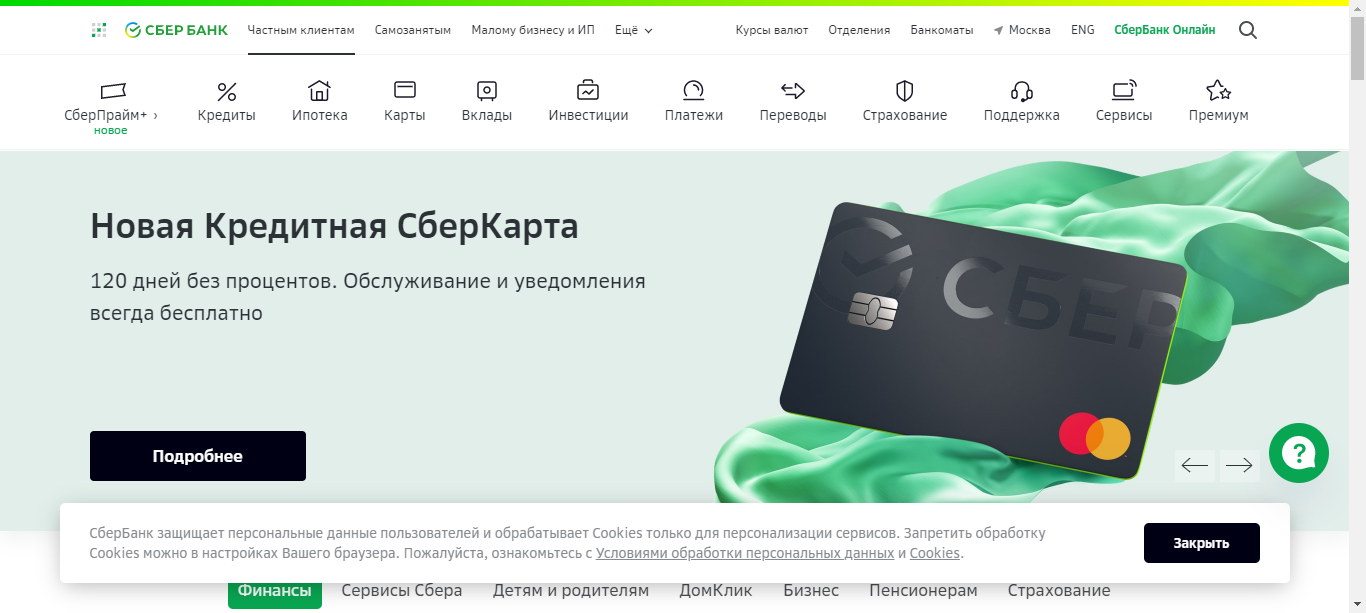 СБЕР БАНК Частным клиентам Самозанятым Малому бизнесу и ИП Ещё Курсы валют Отделения Банкоматы Москва ENG СберБанк Онлайн
СберПрайм+ › Кредиты Ипотека Карты Вклады Инвестиции Платежи Переводы Страхование Поддержка Сервисы Премиум
новое
Новая Кредитная СберКарта
120 дней без процентов. Обслуживание и уведомления
всегда бесплатно
СБЕР
Подробнее
?
СберБанк защищает персональные данные пользователей и обрабатывает Cookies только для персонализации сервисов. Запретить обработку
Cookies можно в настройках Вашего браузера. Пожалуйста, ознакомьтесь с Условиями обработки персональных данных и Cookies.
Закрыть
Финансы Сервисы Сбера Детям и родителям ДомКлик Бизнес Пенсионерам Страхование